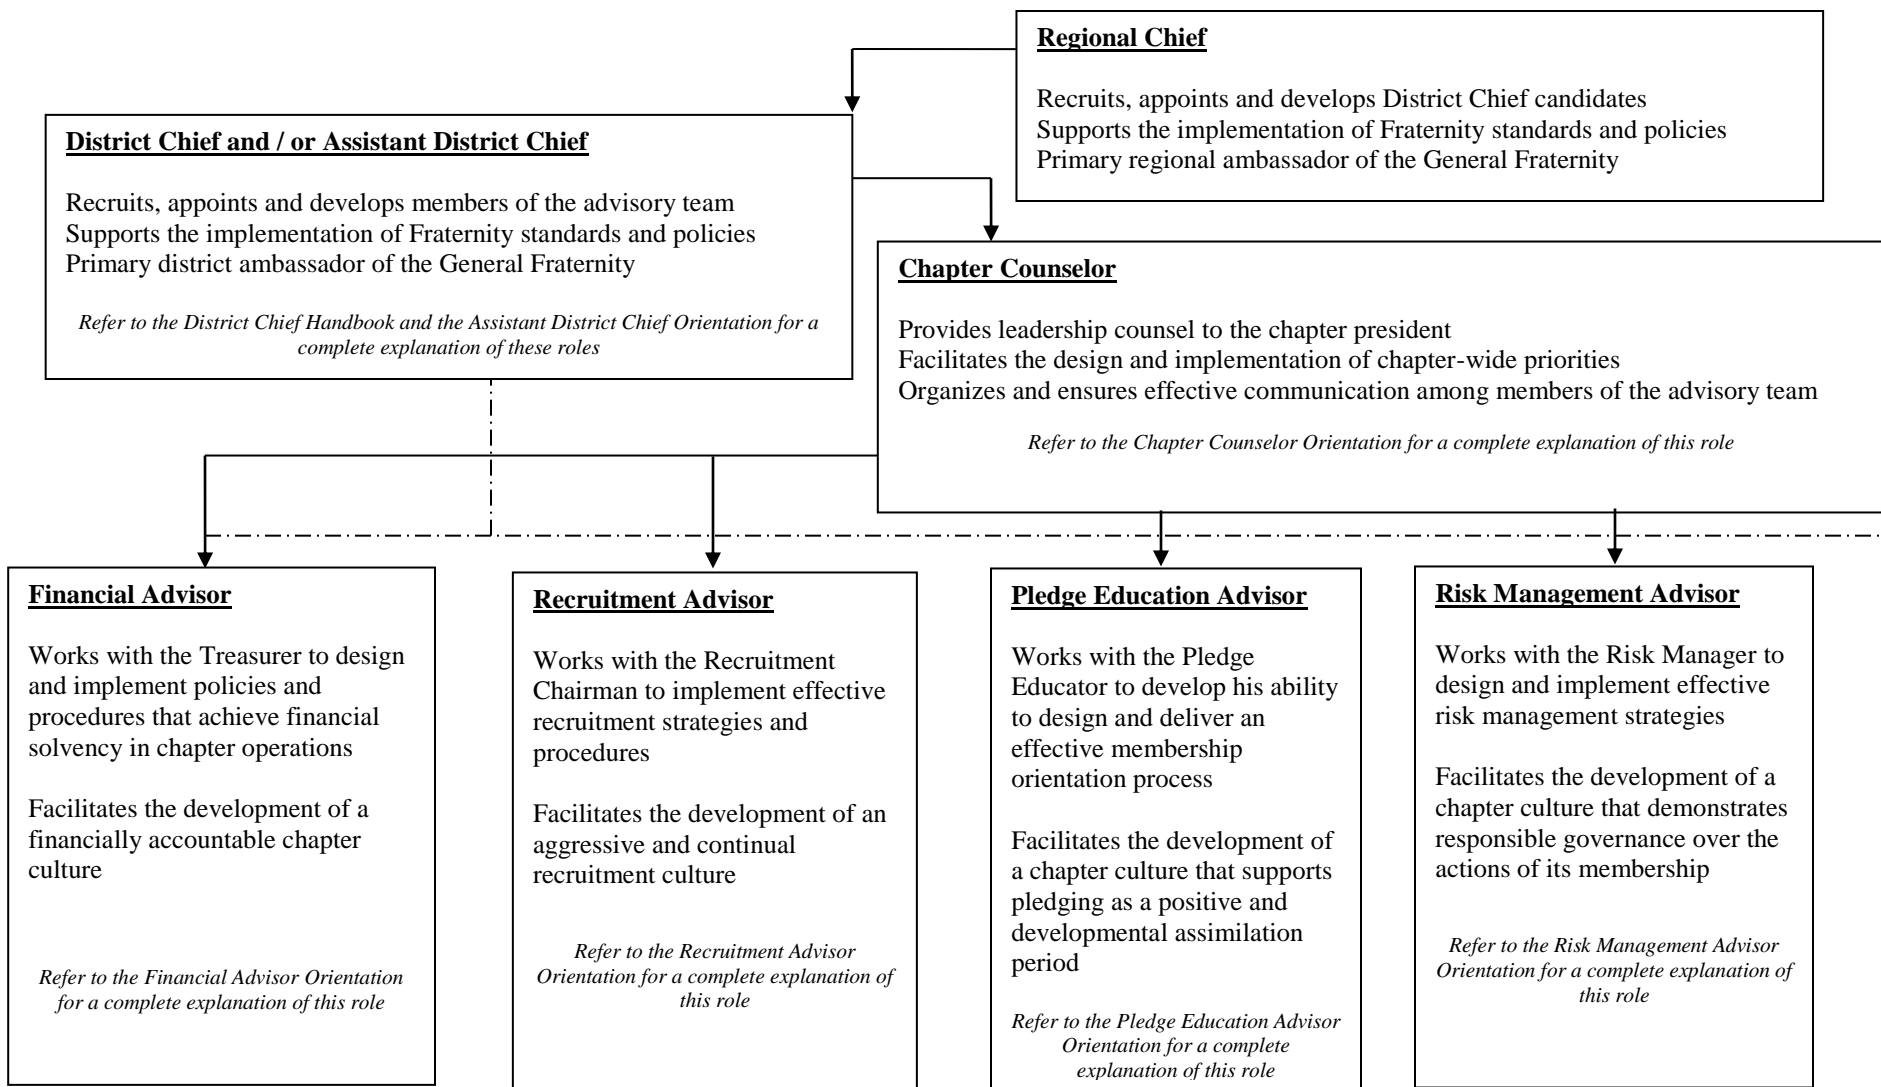 Regional Chief
Recruits, appoints and develops District Chief candidates
Supports the implementation of Fraternity standards and policies
Primary regional ambassador of the General Fraternity
District Chief and / or Assistant District Chief
Recruits, appoints and develops members of the advisory team
Supports the implementation of Fraternity standards and policies
Primary district ambassador of the General Fraternity
Refer to the District Chief Handbook and the Assistant District Chief Orientation for a
complete explanation of these roles
Chapter Counselor
Provides leadership counsel to the chapter president
Facilitates the design and implementation of chapter-wide priorities
Organizes and ensures effective communication among members of the advisory team
Refer to the Chapter Counselor Orientation for a complete explanation of this role
Financial Advisor
Works with the Treasurer to design
and implement policies and
procedures that achieve financial
solvency in chapter operations
Facilitates the development of a
financially accountable chapter
culture
Refer to the Financial Advisor Orientation
for a complete explanation of this role
Recruitment Advisor
Works with the Recruitment
Chairman to implement effective
recruitment strategies and
procedures
Facilitates the development of an
aggressive and continual
recruitment culture
Refer to the Recruitment Advisor
Orientation for a complete explanation of
this role
Pledge Education Advisor
Works with the Pledge
Educator to develop his ability
to design and deliver an
effective membership
orientation process
Facilitates the development of
a chapter culture that supports
pledging as a positive and
developmental assimilation
period
Refer to the Pledge Education Advisor
Orientation for a complete
explanation of this role
Risk Management Advisor
Works with the Risk Manager to
design and implement effective
risk management strategies
Facilitates the development of a
chapter culture that demonstrates
responsible governance over the
actions of its membership
Refer to the Risk Management Advisor
Orientation for a complete explanation of
this role